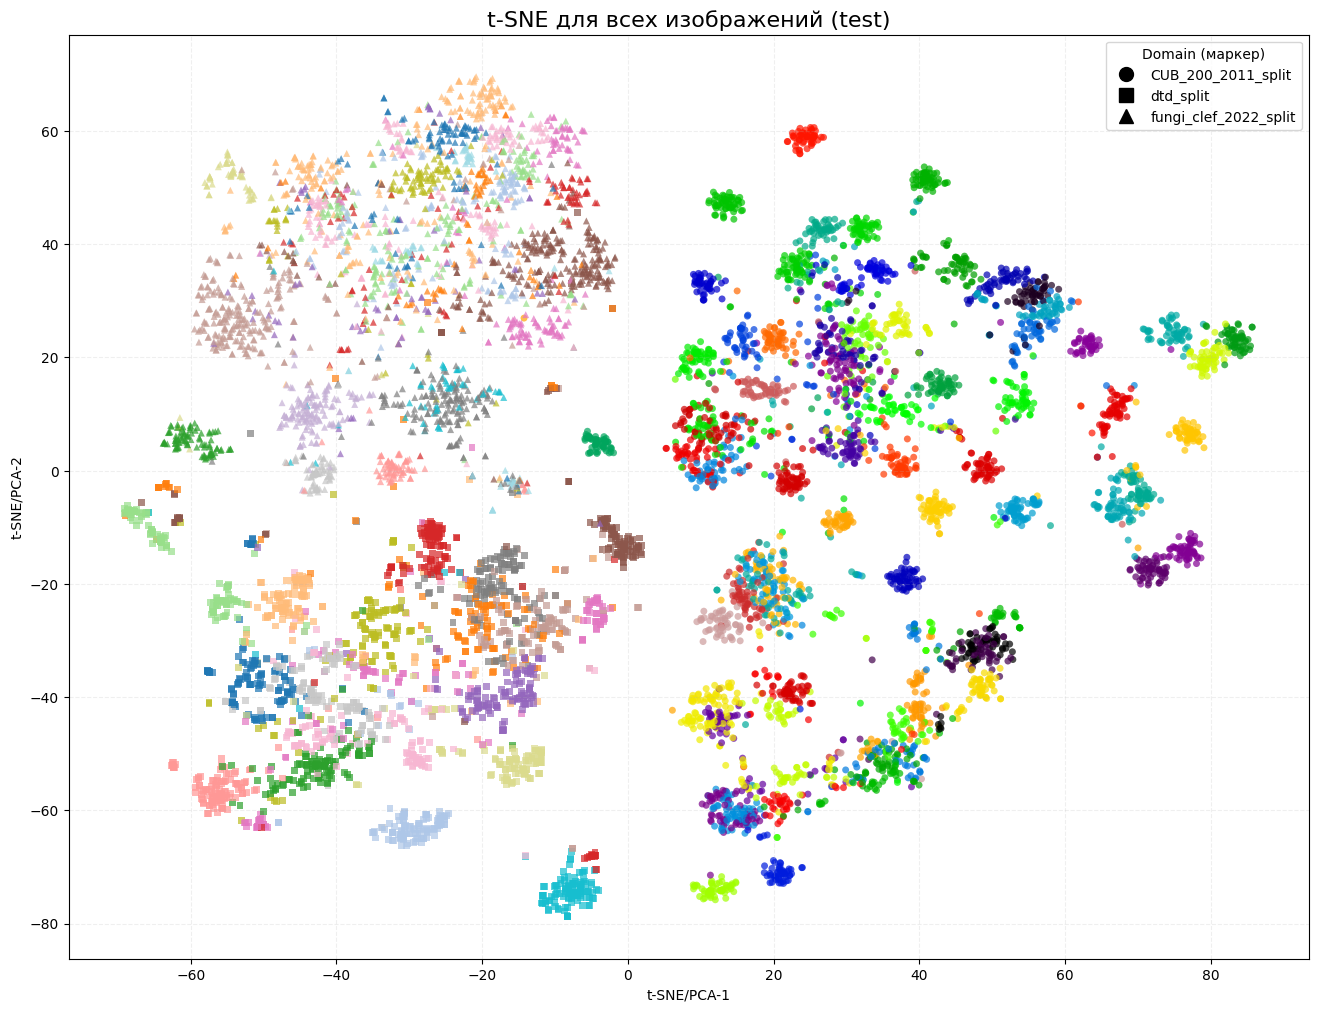 t-SNE для всех изображений (test)
Domain (маркер)
CUB_200_2011_split
dtd_split
fungi_clef_2022_split
60
40
20
0
−20
−40
−60
−80
t-SNE/PCA-2
−60
−40
−20
0
20
40
60
80
t-SNE/PCA-1